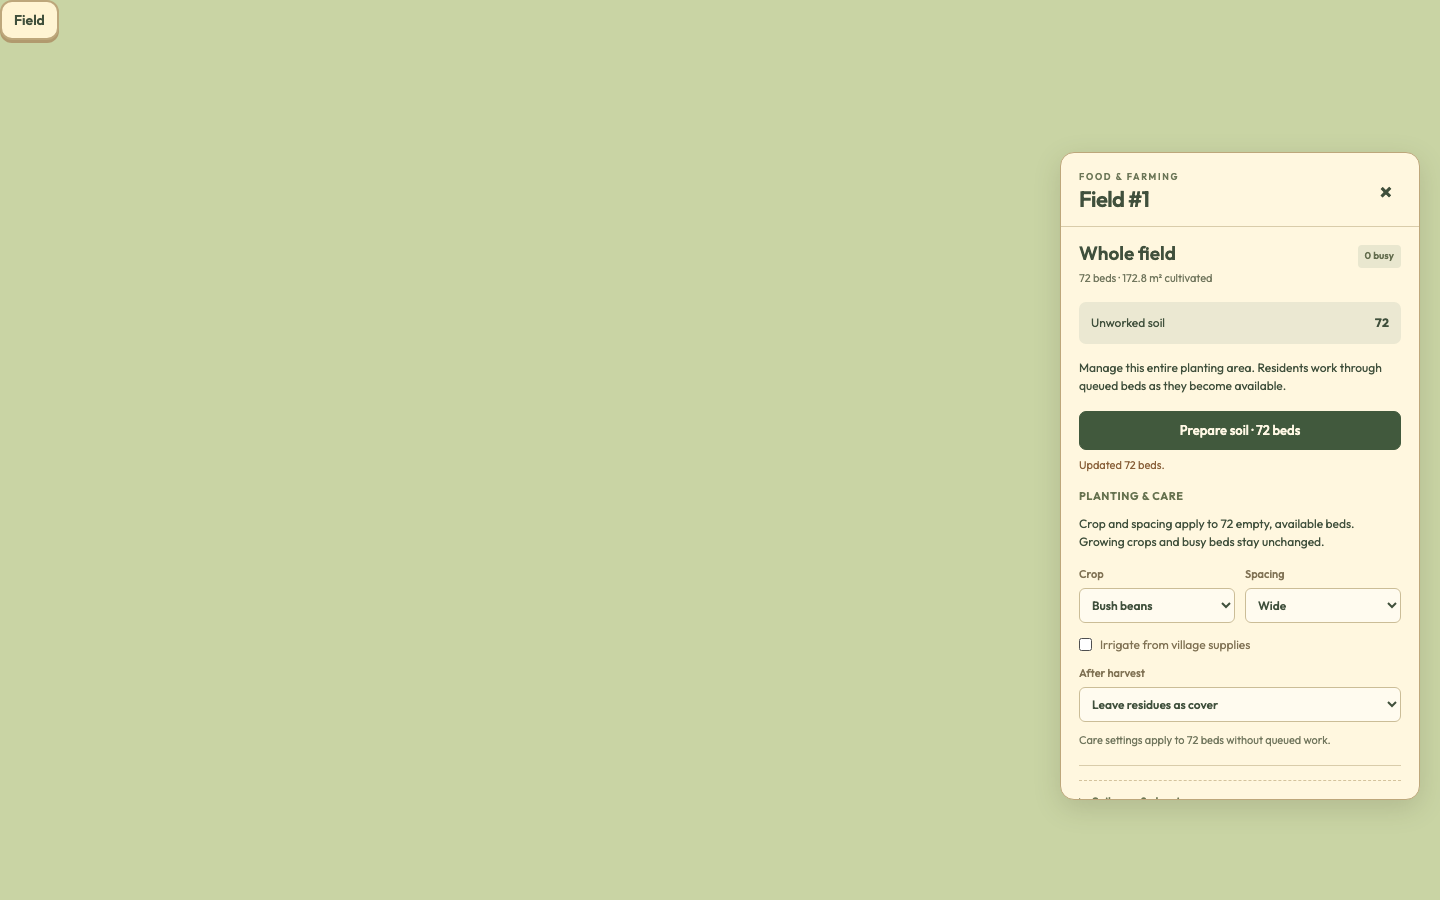 Field
FOOD & FARMING
Field #1
Whole field
0 busy
72 beds · 172.8 m² cultivated
Unworked soil
72
Manage this entire planting area. Residents work through
queued beds as they become available.
Prepare soil · 72 beds
Updated 72 beds.
PLANTING & CARE
Crop and spacing apply to 72 empty, available beds.
Growing crops and busy beds stay unchanged.
Crop
Spacing
Bush beans
Wide
Irrigate from village supplies
After harvest
Leave residues as cover
Care settings apply to 72 beds without queued work.